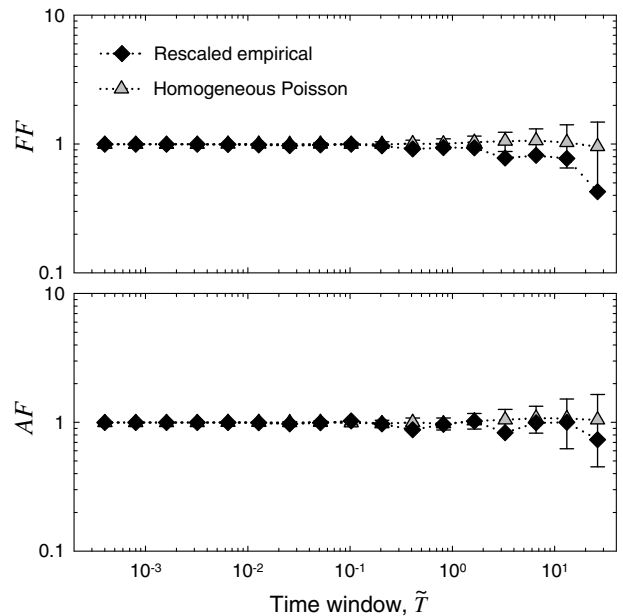 10
Rescaled empirical
Homogeneous Poisson
FF
1
0.1
10
AF
1
0.1
10⁻³ 10⁻² 10⁻¹ 10⁰ 10¹
Time window, T̃